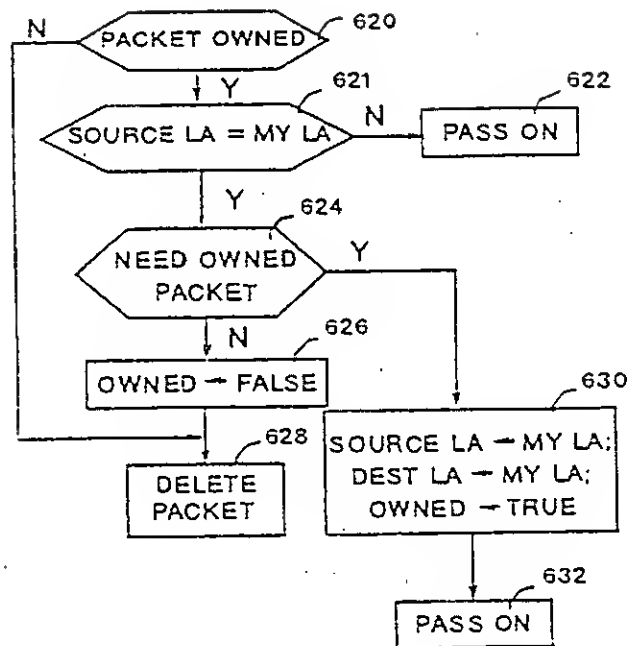 620
N
PACKET OWNED
Y
621
622
SOURCE LA = MY LA
N
PASS ON
Y
624
NEED OWNED
PACKET
Y
N
626
OWNED ← FALSE
630
628
SOURCE LA ← MY LA;
DEST LA ← MY LA;
OWNED ← TRUE
DELETE
PACKET
632
PASS ON